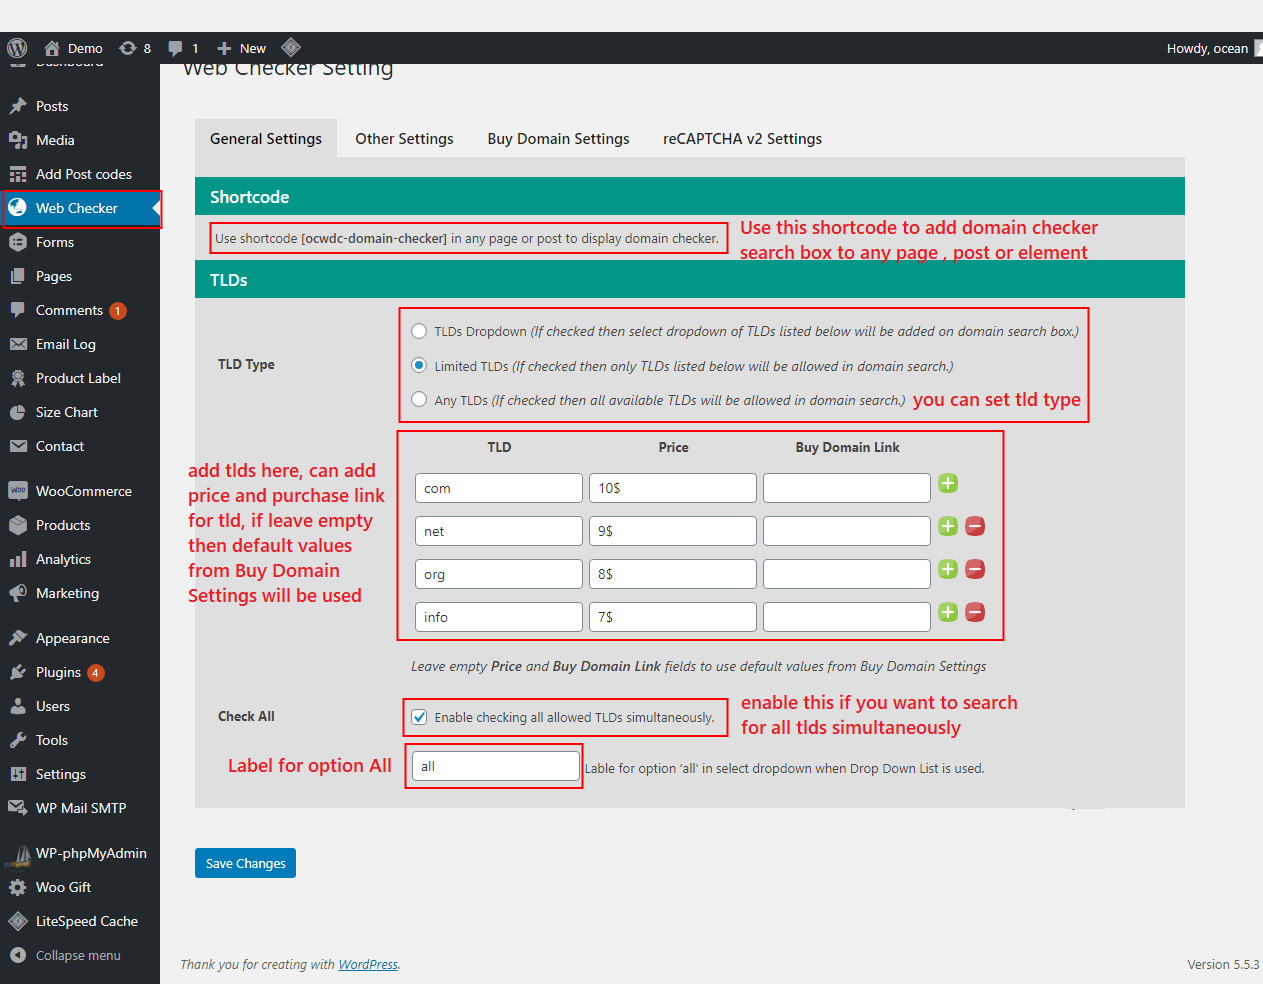 Demo 8 1 New Howdy, ocean
Dashboard
Web Checker Setting
Posts
Media
Add Post codes
Web Checker
Forms
Pages
Comments 1
Email Log
Product Label
Size Chart
Contact
WooCommerce
Products
Analytics
Marketing
Appearance
Plugins 4
Users
Tools
Settings
WP Mail SMTP
WP-phpMyAdmin
Woo Gift
LiteSpeed Cache
Collapse menu
General Settings Other Settings Buy Domain Settings reCAPTCHA v2 Settings
Shortcode
Use shortcode [ocwdc-domain-checker] in any page or post to display domain checker.
Use this shortcode to add domain checker
search box to any page , post or element
TLDs
TLD Type
TLDs Dropdown (If checked then select dropdown of TLDs listed below will be added on domain search box.)
Limited TLDs (If checked then only TLDs listed below will be allowed in domain search.)
Any TLDs (If checked then all available TLDs will be allowed in domain search.) you can set tld type
add tlds here, can add
price and purchase link
for tld, if leave empty
then default values
from Buy Domain
Settings will be used
TLD Price Buy Domain Link
com 10$
net 9$
org 8$
info 7$
Leave empty Price and Buy Domain Link fields to use default values from Buy Domain Settings
Check All
Enable checking all allowed TLDs simultaneously.
enable this if you want to search
for all tlds simultaneously
Label for option All
all
Lable for option 'all' in select dropdown when Drop Down List is used.
Save Changes
Thank you for creating with WordPress.
Version 5.5.3